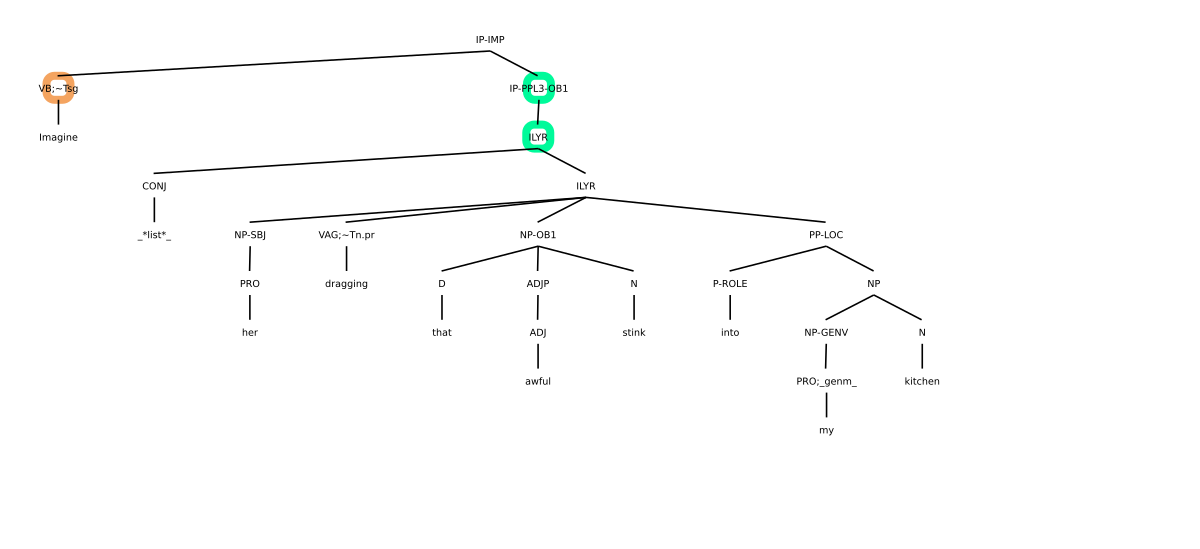 IP-IMP
VB;~Tsg IP-PPL3-OB1
Imagine ILYR
CONJ ILYR
_*list*_ NP-SBJ VAG;~Tn.pr NP-OB1 PP-LOC
PRO dragging D ADJP N P-ROLE NP
her that ADJ stink into NP-GENV N
awful PRO;_genm_ kitchen
my